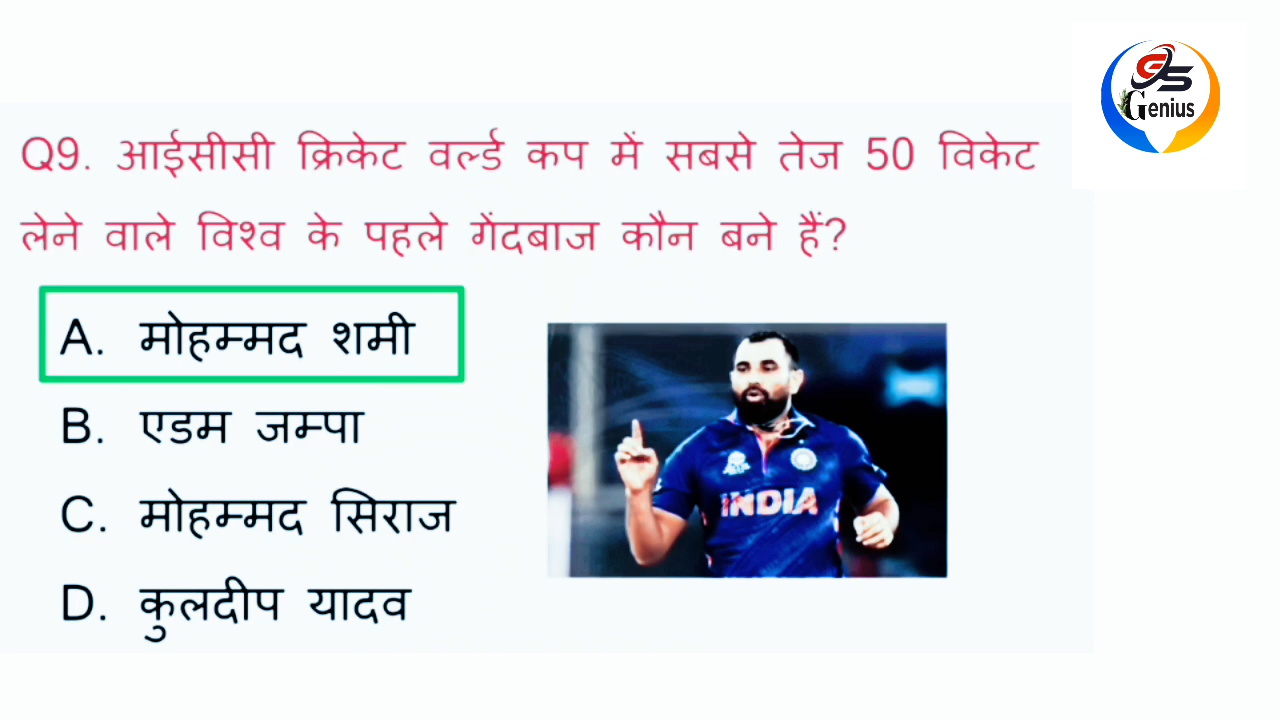 GS
Genius
Q9. आईसीसी क्रिकेट वर्ल्ड कप में सबसे तेज 50 विकेट
लेने वाले विश्व के पहले गेंदबाज कौन बने हैं?
A. मोहम्मद शमी
B. एडम जम्पा
C. मोहम्मद सिराज
D. कुलदीप यादव
INDIA